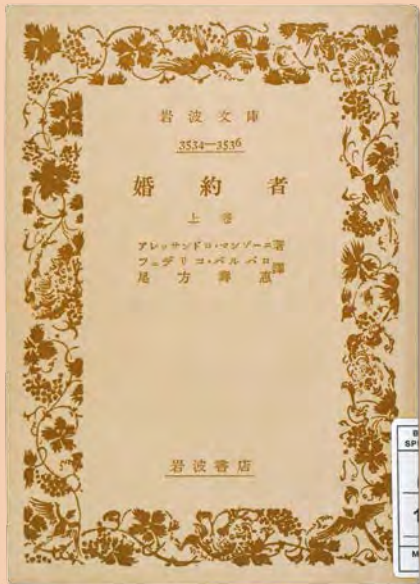 岩波文庫
3534—3536
婚約者
上巻
アレッサンドロ・マンゾーニ著
フェデリコ・バルバロ
尾方寿恵譯
岩波書店
B
SP
M